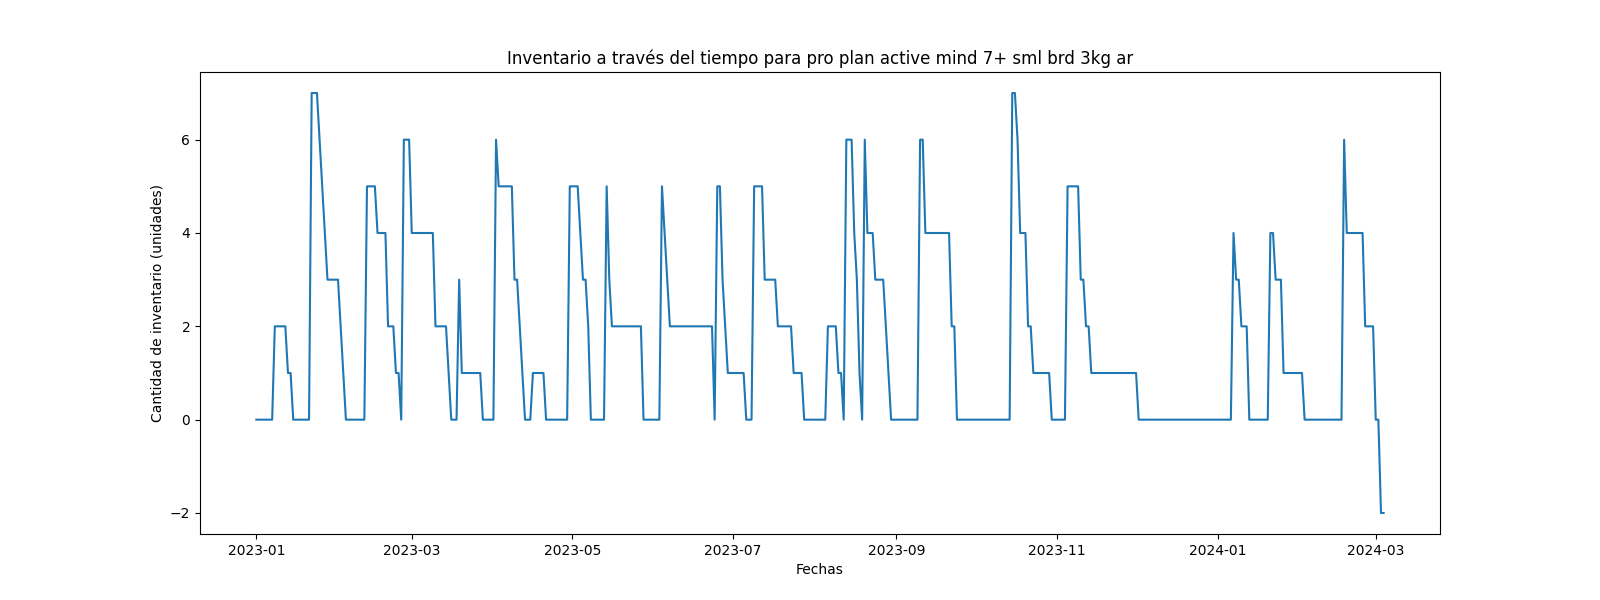 Inventario a través del tiempo para pro plan active mind 7+ sml brd 3kg ar
Cantidad de inventario (unidades)
6
4
2
0
−2
2023-01 2023-03 2023-05 2023-07 2023-09 2023-11 2024-01 2024-03
Fechas